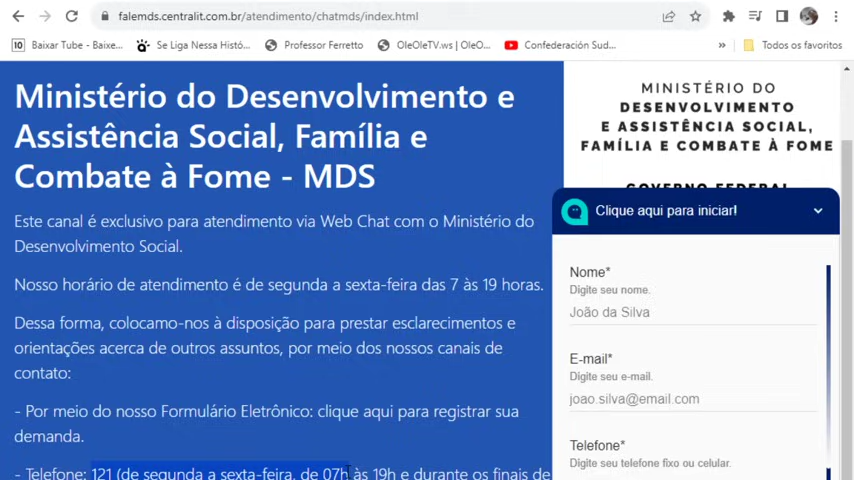 falemds.centralit.com.br/atendimento/chatmds/index.html
Baixar Tube - Baixe...
Se Liga Nessa Histó...
Professor Ferretto
OleOleTV.ws | OleO...
Confederación Sud...
»
Todos os favoritos
Ministério do Desenvolvimento e
Assistência Social, Família e
Combate à Fome - MDS
Este canal é exclusivo para atendimento via Web Chat com o Ministério do
Desenvolvimento Social.
Nosso horário de atendimento é de segunda a sexta-feira das 7 às 19 horas.
Dessa forma, colocamo-nos à disposição para prestar esclarecimentos e
orientações acerca de outros assuntos, por meio dos nossos canais de
contato:
- Por meio do nosso Formulário Eletrônico: clique aqui para registrar sua
demanda.
- Telefone: 121 (de segunda a sexta-feira, de 07h às 19h e durante os finais de
MINISTÉRIO DO
DESENVOLVIMENTO
E ASSISTÊNCIA SOCIAL,
FAMÍLIA E COMBATE À FOME
GOVERNO FEDERAL
Clique aqui para iniciar!
Nome*
Digite seu nome.
João da Silva
E-mail*
Digite seu e-mail.
joao.silva@email.com
Telefone*
Digite seu telefone fixo ou celular.